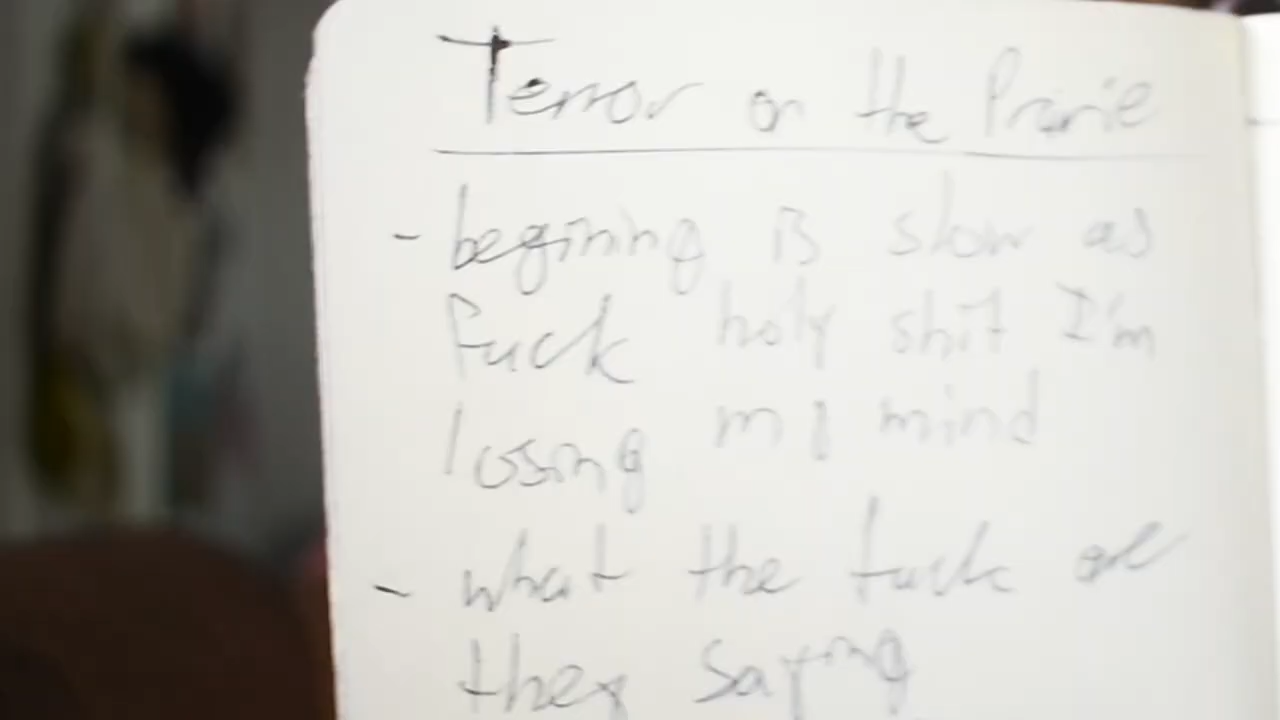 Terror on the Prairie
- begining is slow as
fuck holy shit I'm
losing my mind
- what the fuck are
they saying